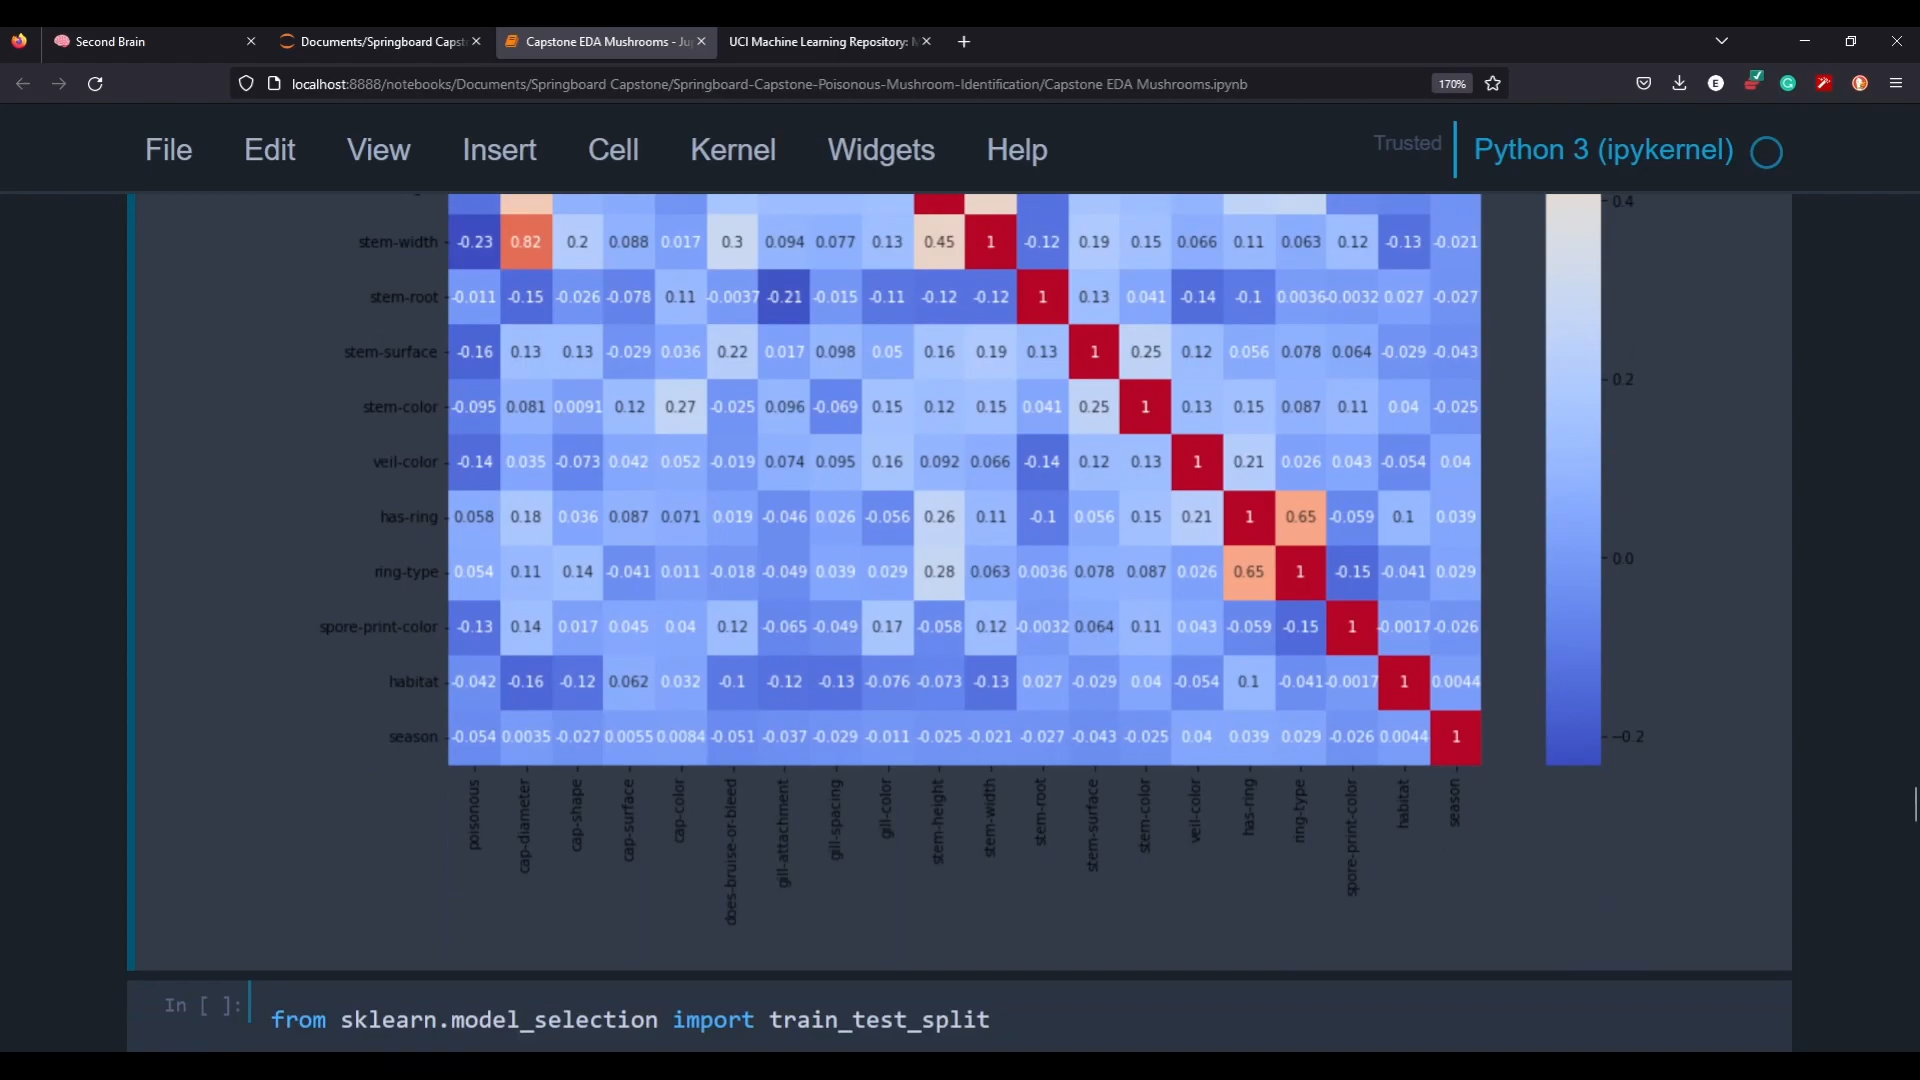 Second Brain
Documents/Springboard Capst
Capstone EDA Mushrooms - Ju
UCI Machine Learning Repository: M
localhost:8888/notebooks/Documents/Springboard Capstone/Springboard-Capstone-Poisonous-Mushroom-Identification/Capstone EDA Mushrooms.ipynb
170%
File Edit View Insert Cell Kernel Widgets Help
Trusted
Python 3 (ipykernel)
0.4
stem-width -0.23 0.82 0.2 0.088 0.017 0.3 0.094 0.077 0.13 0.45 1 -0.12 0.19 0.15 0.066 0.11 0.063 0.12 -0.13 -0.021
stem-root -0.011 -0.15 -0.026 -0.078 0.11 -0.0037 -0.21 -0.015 -0.11 -0.12 -0.12 1 0.13 0.041 -0.14 -0.1 0.0036 -0.0032 0.027 -0.027
stem-surface -0.16 0.13 0.13 -0.029 0.036 0.22 0.017 0.098 0.05 0.16 0.19 0.13 1 0.25 0.12 0.056 0.078 0.064 -0.029 -0.043
0.2
stem-color -0.095 0.081 0.0091 0.12 0.27 -0.025 0.096 -0.069 0.15 0.12 0.15 0.041 0.25 1 0.13 0.15 0.087 0.11 0.04 -0.025
veil-color -0.14 0.035 -0.073 0.042 0.052 -0.019 0.074 0.095 0.16 0.092 0.066 -0.14 0.12 0.13 1 0.21 0.026 0.043 -0.054 0.04
has-ring 0.058 0.18 0.036 0.087 0.071 0.019 -0.046 0.026 -0.056 0.26 0.11 -0.1 0.056 0.15 0.21 1 0.65 -0.059 0.1 0.039
0.0
ring-type 0.054 0.11 0.14 -0.041 0.011 -0.018 -0.049 0.039 0.029 0.28 0.063 0.0036 0.078 0.087 0.026 0.65 1 -0.15 -0.041 0.029
spore-print-color -0.13 0.14 0.017 0.045 0.04 0.12 -0.065 -0.049 0.17 -0.058 0.12 -0.0032 0.064 0.11 0.043 -0.059 -0.15 1 -0.0017 -0.026
habitat -0.042 -0.16 -0.12 0.062 0.032 -0.1 -0.12 -0.13 -0.076 -0.073 -0.13 0.027 -0.029 0.04 -0.054 0.1 -0.041 -0.0017 1 0.0044
season -0.054 0.0035 -0.027 0.0055 0.0084 -0.051 -0.037 -0.029 -0.011 -0.025 -0.021 -0.027 -0.043 -0.025 0.04 0.039 0.029 -0.026 0.0044 1
−0.2
poisonous
cap-diameter
cap-shape
cap-surface
cap-color
does-bruise-or-bleed
gill-attachment
gill-spacing
gill-color
stem-height
stem-width
stem-root
stem-surface
stem-color
veil-color
has-ring
ring-type
spore-print-color
habitat
season
In [ ]:
from sklearn.model_selection import train_test_split